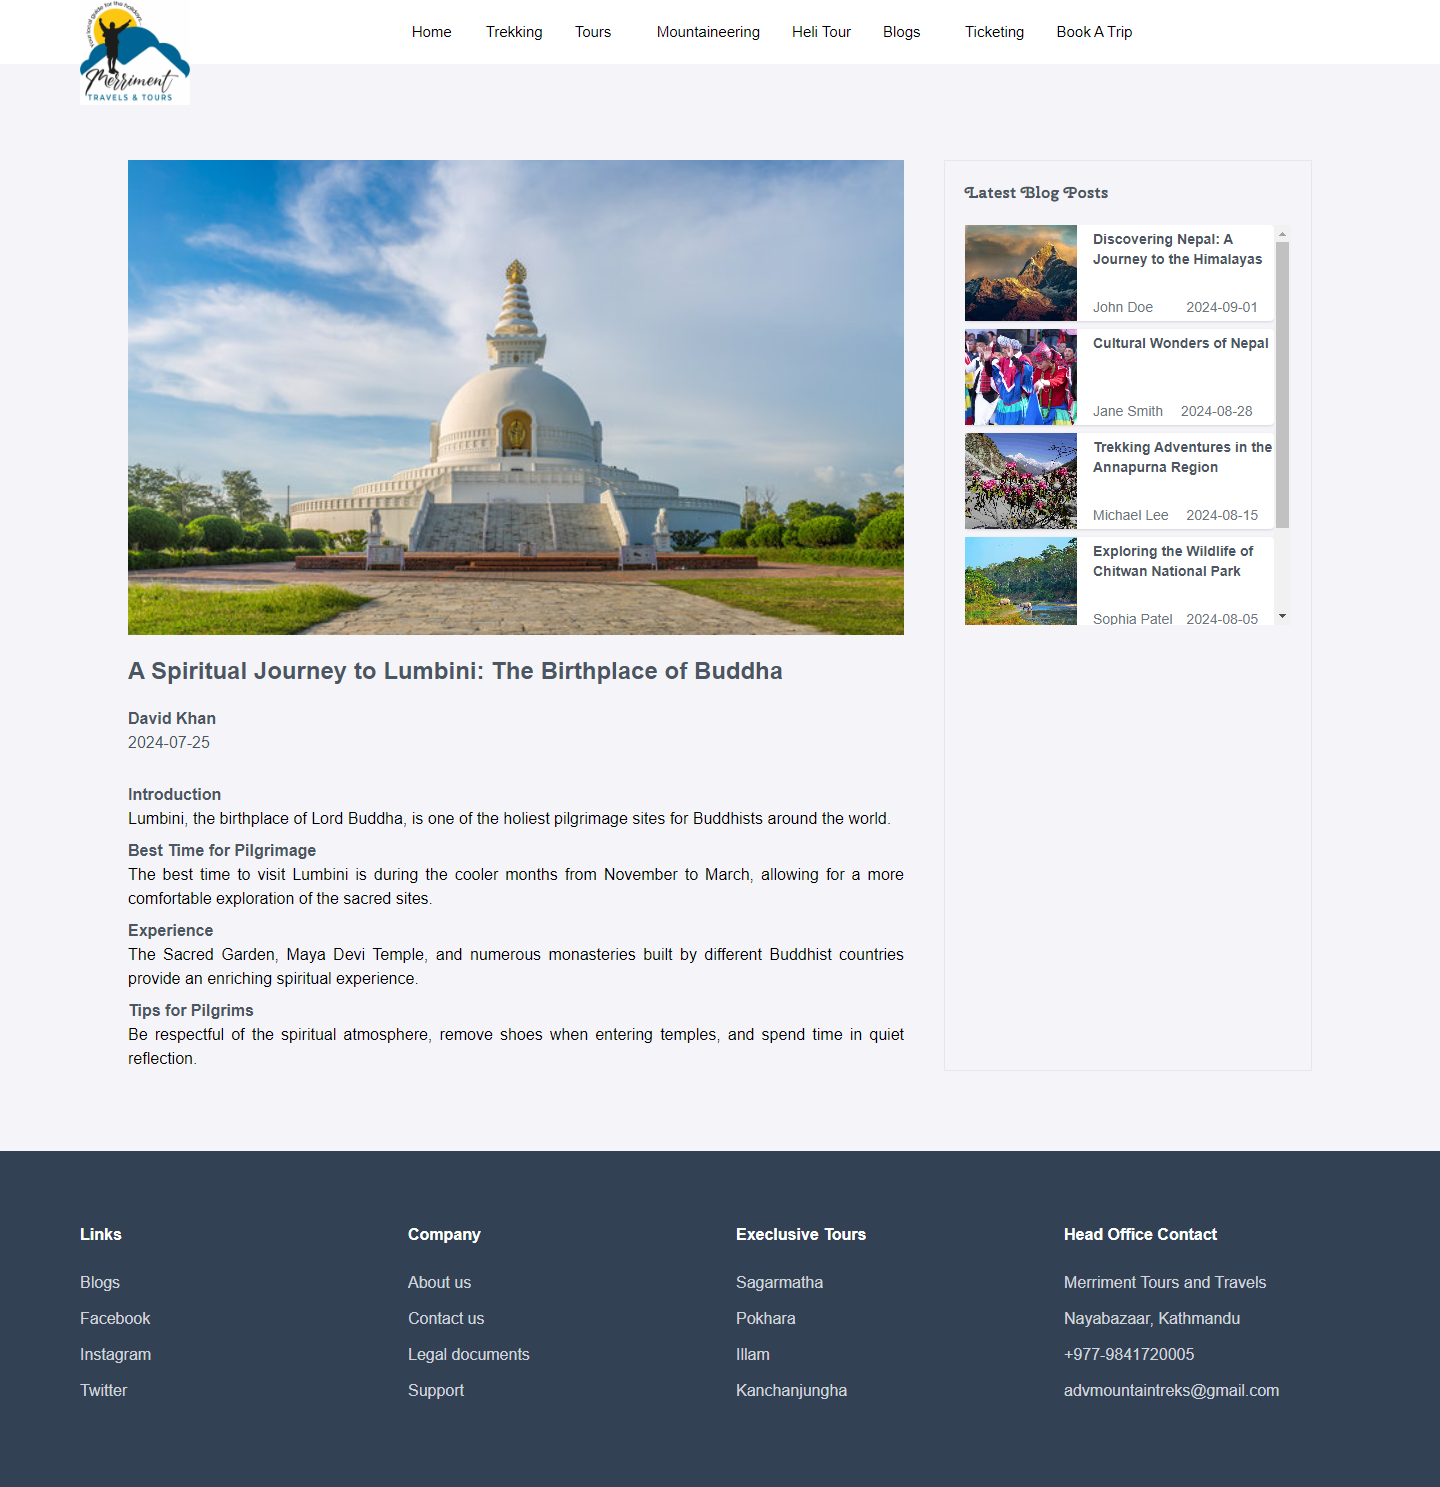 Your local guide for the holiday...
Merriment
TRAVELS & TOURS
Home Trekking Tours Mountaineering Heli Tour Blogs Ticketing Book A Trip
Latest Blog Posts
Discovering Nepal: A
Journey to the Himalayas
John Doe 2024-09-01
Cultural Wonders of Nepal
Jane Smith 2024-08-28
Trekking Adventures in the
Annapurna Region
Michael Lee 2024-08-15
Exploring the Wildlife of
Chitwan National Park
Sophia Patel 2024-08-05
A Spiritual Journey to Lumbini: The Birthplace of Buddha
David Khan
2024-07-25
Introduction
Lumbini, the birthplace of Lord Buddha, is one of the holiest pilgrimage sites for Buddhists around the world.
Best Time for Pilgrimage
The best time to visit Lumbini is during the cooler months from November to March, allowing for a more
comfortable exploration of the sacred sites.
Experience
The Sacred Garden, Maya Devi Temple, and numerous monasteries built by different Buddhist countries
provide an enriching spiritual experience.
Tips for Pilgrims
Be respectful of the spiritual atmosphere, remove shoes when entering temples, and spend time in quiet
reflection.
Links
Blogs
Facebook
Instagram
Twitter
Company
About us
Contact us
Legal documents
Support
Execlusive Tours
Sagarmatha
Pokhara
Illam
Kanchanjungha
Head Office Contact
Merriment Tours and Travels
Nayabazaar, Kathmandu
+977-9841720005
advmountaintreks@gmail.com